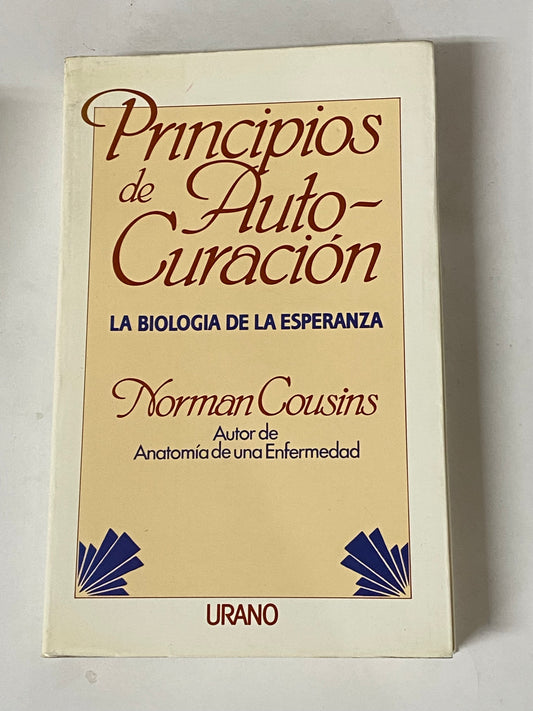 Principios
de Auto-
Curación
LA BIOLOGIA DE LA ESPERANZA
Norman Cousins
Autor de
Anatomía de una Enfermedad
URANO